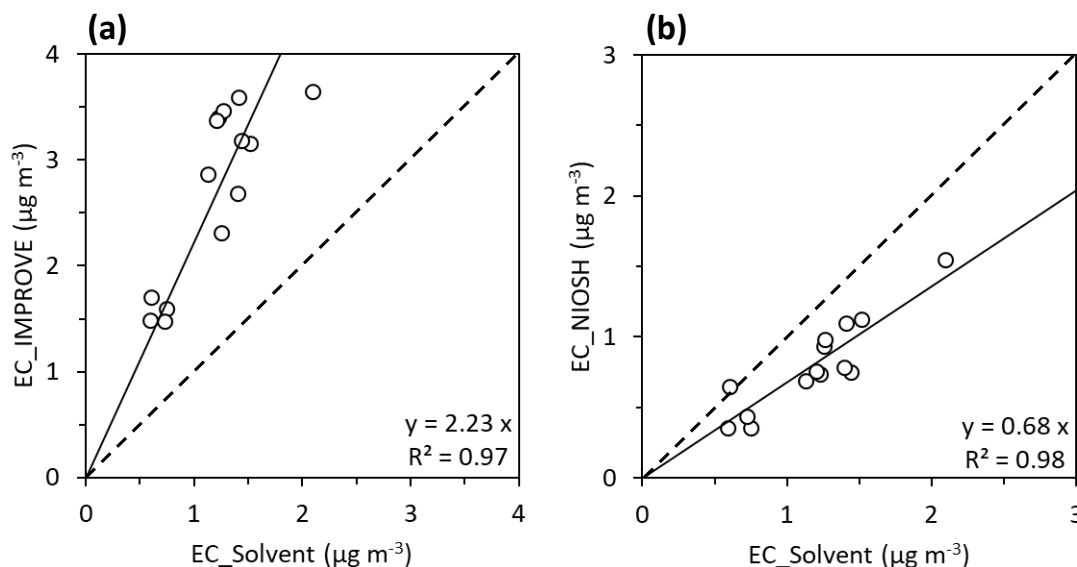 (a)
EC_IMPROVE (µg m⁻³)
4
3
2
1
0
y = 2.23 x
R² = 0.97
0 1 2 3 4
EC_Solvent (µg m⁻³)
(b)
EC_NIOSH (µg m⁻³)
3
2
1
0
y = 0.68 x
R² = 0.98
0 1 2 3
EC_Solvent (µg m⁻³)